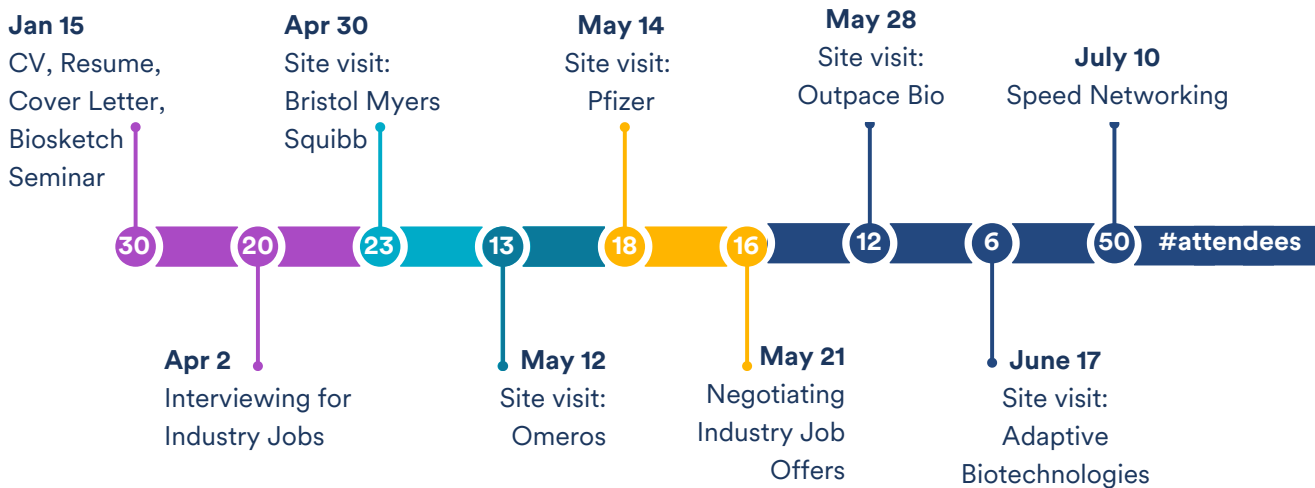 Jan 15
CV, Resume,
Cover Letter,
Biosketch
Seminar
Apr 30
Site visit:
Bristol Myers
Squibb
May 14
Site visit:
Pfizer
May 28
Site visit:
Outpace Bio
July 10
Speed Networking
30
20
23
13
18
16
12
6
50
#attendees
Apr 2
Interviewing for
Industry Jobs
May 12
Site visit:
Omeros
May 21
Negotiating
Industry Job
Offers
June 17
Site visit:
Adaptive
Biotechnologies